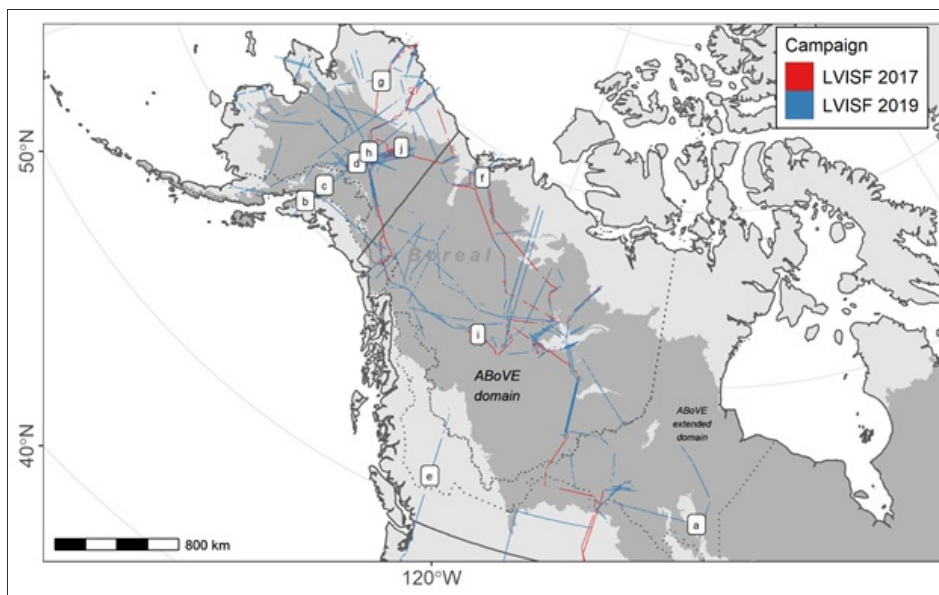 Campaign
LVISF 2017
LVISF 2019
50°N
40°N
120°W
g
h
j
d
c
b
f
Boreal
i
ABoVE
domain
ABoVE
extended
domain
e
a
800 km